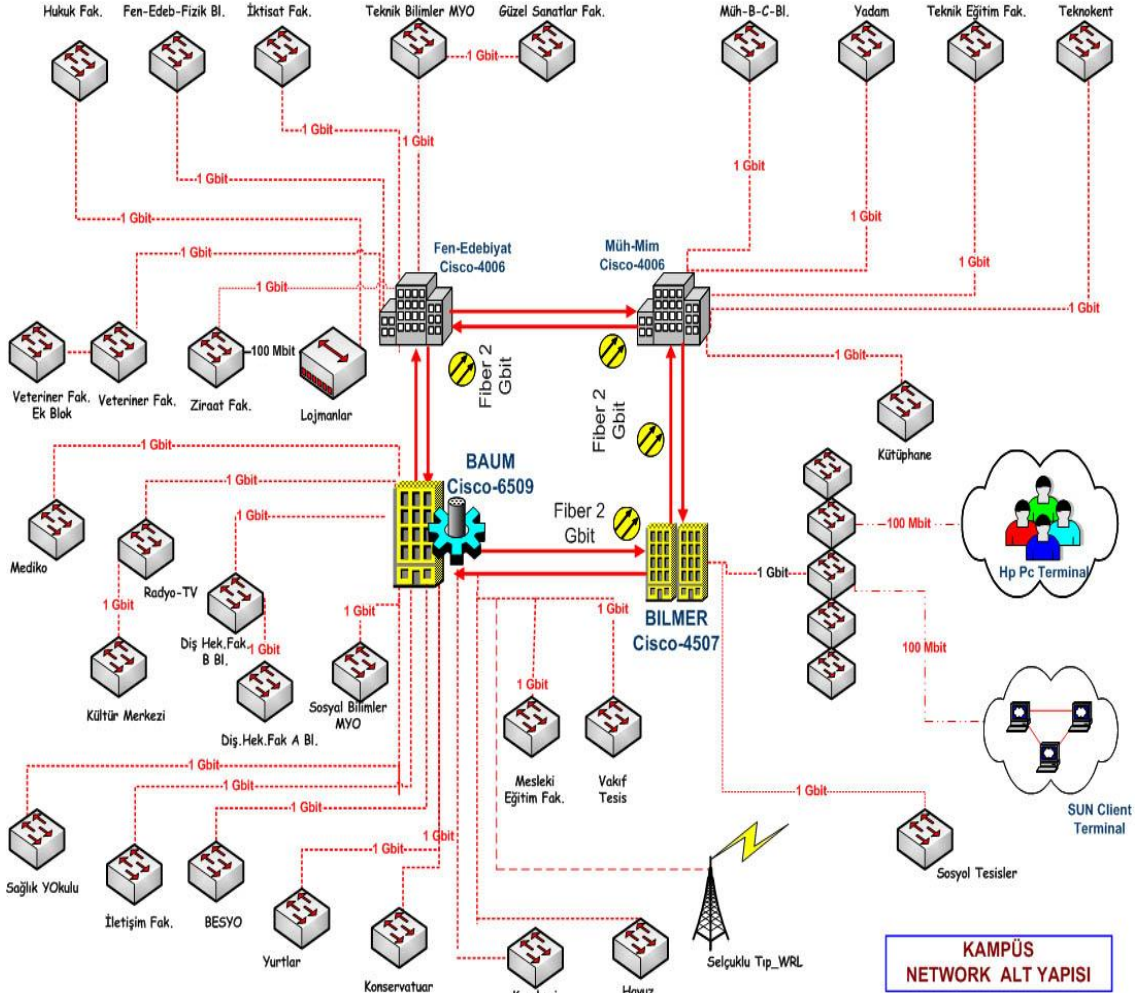 Hukuk Fak.
Fen-Edeb-Fizik Bl.
İktisat Fak.
Teknik Bilimler MYO
Güzel Sanatlar Fak.
Müh-B-C-Bl.
Yadam
Teknik Eğitim Fak.
Teknokent
1 Gbit
1 Gbit
1 Gbit
1 Gbit
1 Gbit
1 Gbit
1 Gbit
1 Gbit
Fen-Edebiyat
Cisco-4006
Müh-Mim
Cisco-4006
1 Gbit
1 Gbit
1 Gbit
100 Mbit
1 Gbit
Veteriner Fak.
Ek Blok
Veteriner Fak.
Ziraat Fak.
Lojmanlar
Fiber 2
Gbit
Fiber 2
Gbit
Kütüphane
1 Gbit
1 Gbit
1 Gbit
BAUM
Cisco-6509
Fiber 2
Gbit
100 Mbit
Hp Pc Terminal
Mediko
Radyo-TV
1 Gbit
Diş Hek.Fak.
B Bl.
1 Gbit
1 Gbit
BILMER
Cisco-4507
1 Gbit
100 Mbit
Kültür Merkezi
Diş.Hek.Fak A Bl.
Sosyal Bilimler
MYO
1 Gbit
1 Gbit
Mesleki
Eğitim Fak.
Vakıf
Tesis
SUN Client
Terminal
1 Gbit
1 Gbit
1 Gbit
1 Gbit
1 Gbit
1 Gbit
Sağlık YOkulu
İletişim Fak.
BESYO
Yurtlar
Konservatuar
Selçuklu Tıp_WRL
Sosyol Tesisler
Havuz
KAMPÜS
NETWORK ALT YAPISI